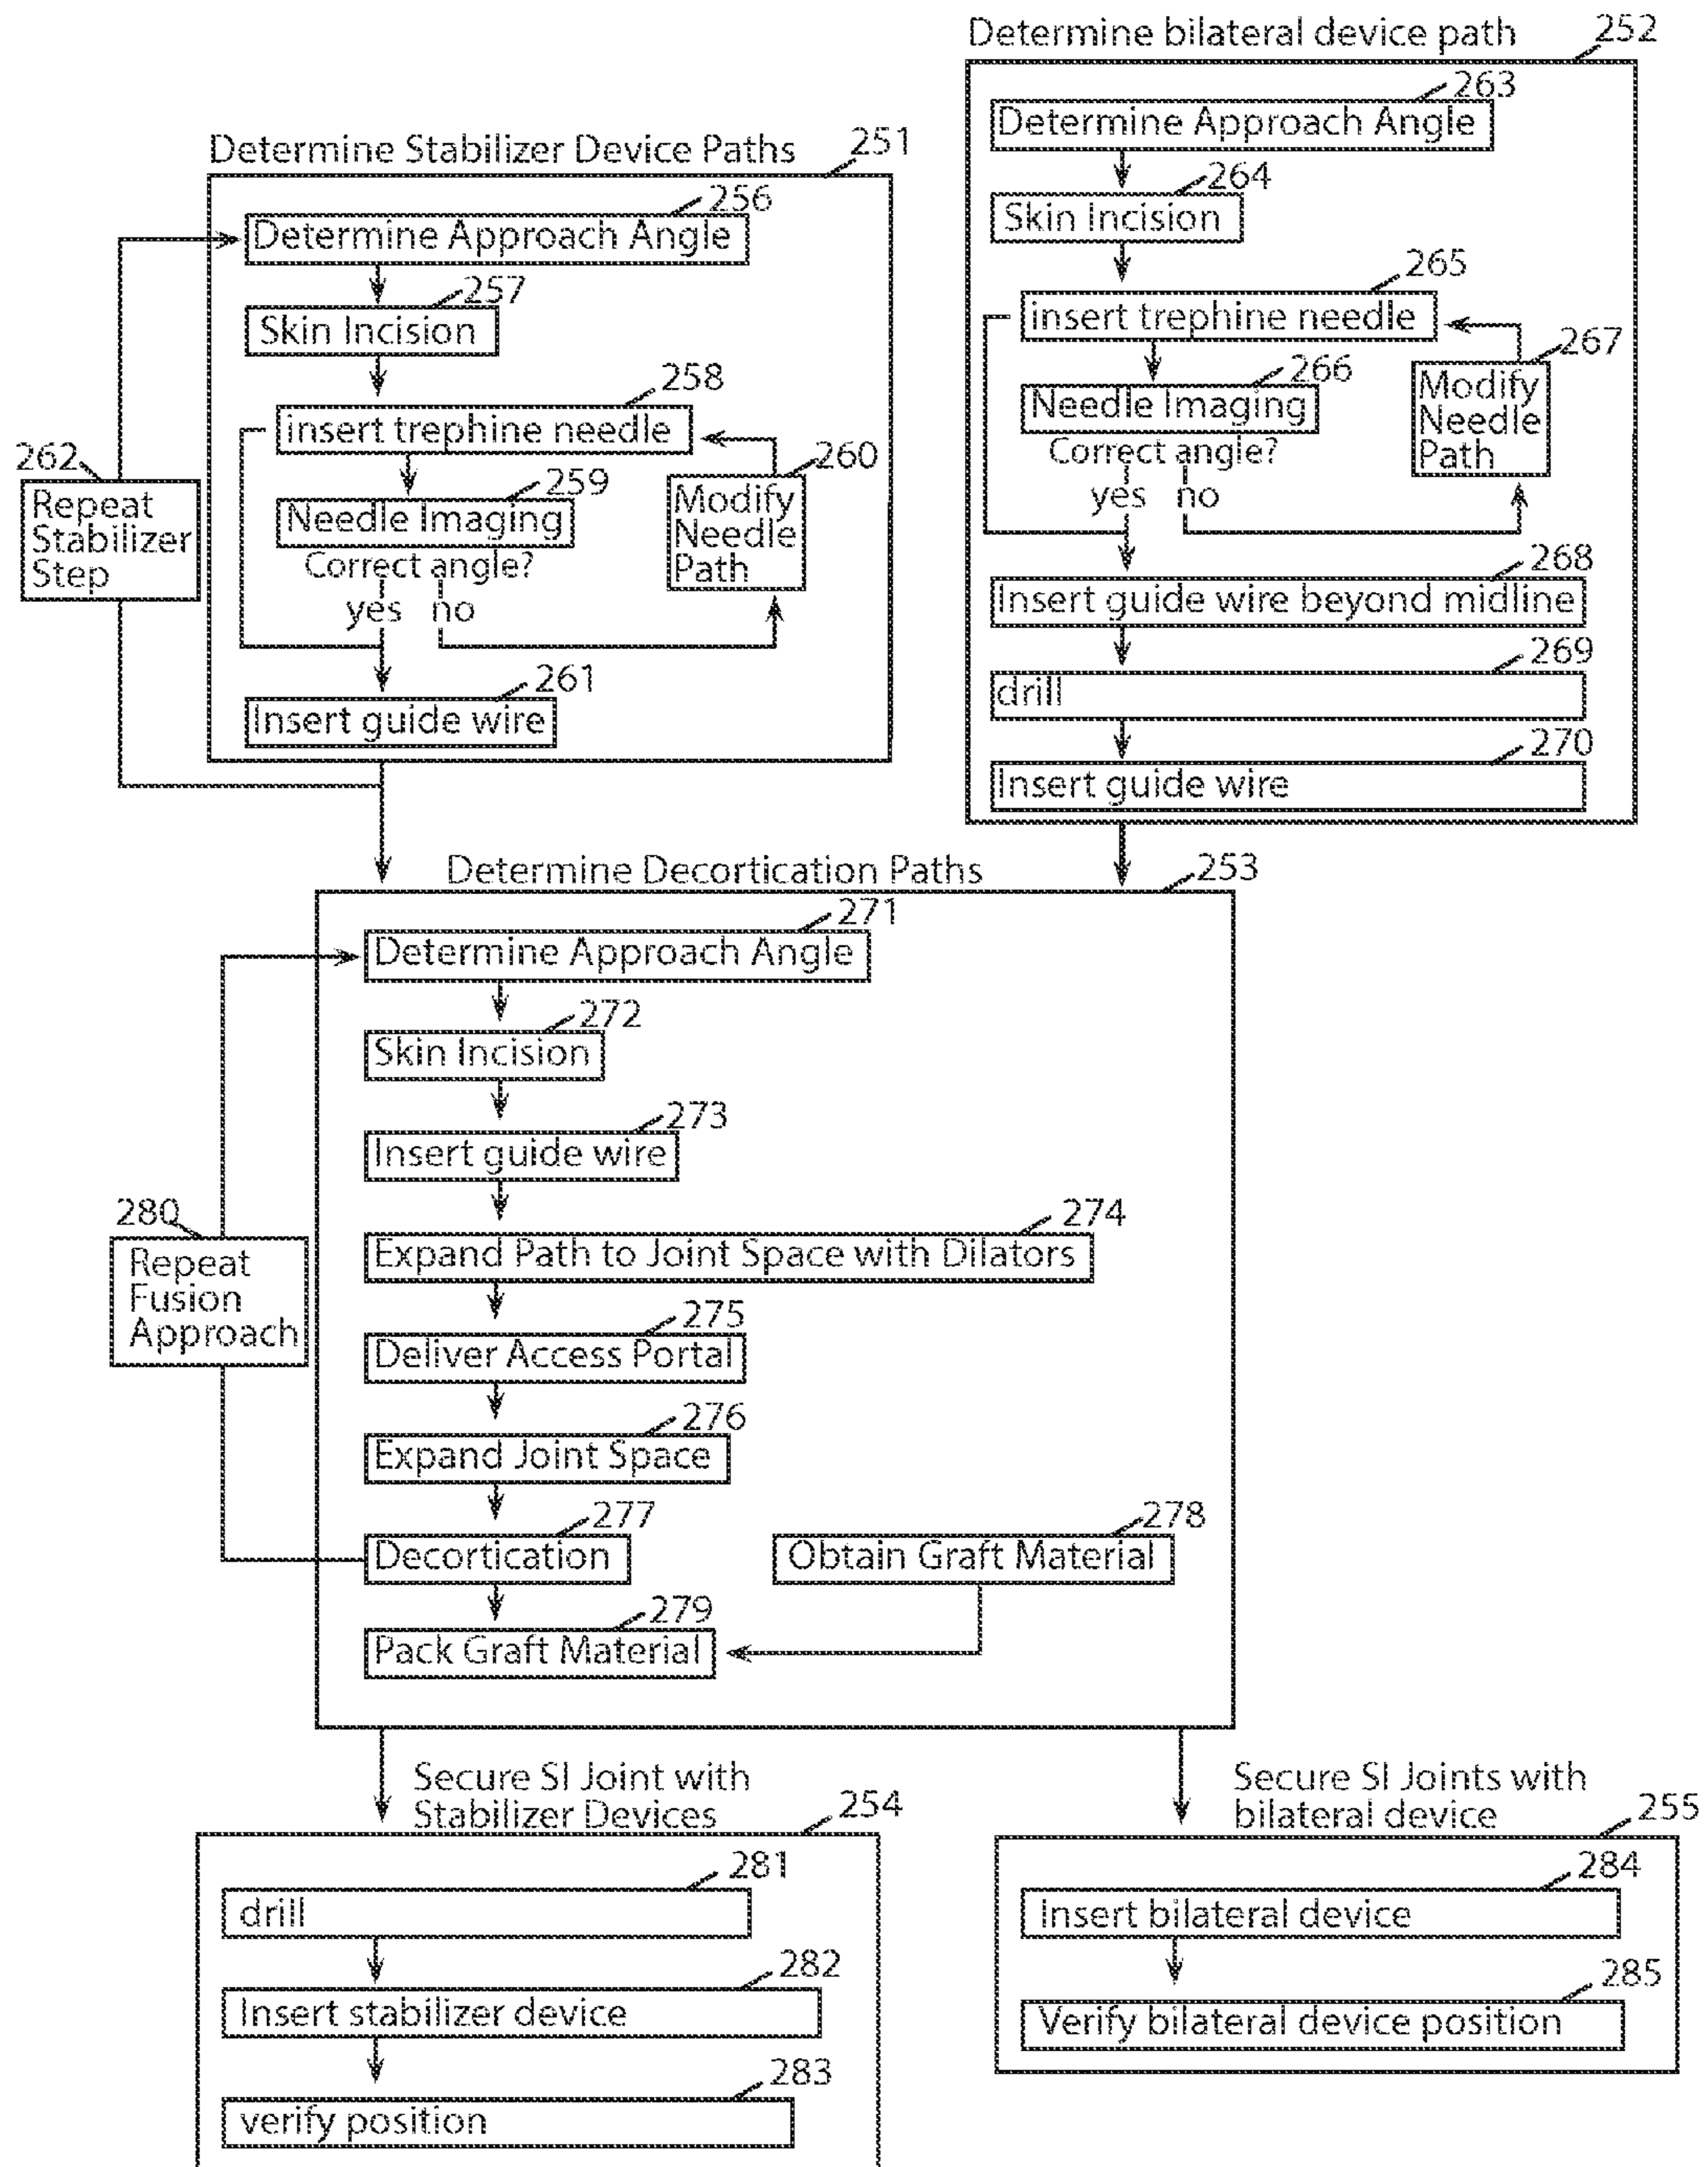 Determine bilateral device path
252
263
Determine Approach Angle
264
Skin Incision
265
insert trephine needle
266
Needle Imaging
Correct angle?
yes no
267
Modify
Needle
Path
268
Insert guide wire beyond midline
269
drill
270
Insert guide wire
Determine Stabilizer Device Paths
251
256
Determine Approach Angle
257
Skin Incision
258
insert trephine needle
259
Needle Imaging
Correct angle?
yes no
260
Modify
Needle
Path
261
Insert guide wire
262
Repeat
Stabilizer
Step
Determine Decortication Paths
253
271
Determine Approach Angle
272
Skin Incision
273
Insert guide wire
274
Expand Path to Joint Space with Dilators
275
Deliver Access Portal
276
Expand Joint Space
277
Decortication
278
Obtain Graft Material
279
Pack Graft Material
280
Repeat
Fusion
Approach
Secure SI Joint with
Stabilizer Devices
254
281
drill
282
Insert stabilizer device
283
verify position
Secure SI Joints with
bilateral device
255
284
Insert bilateral device
285
Verify bilateral device position